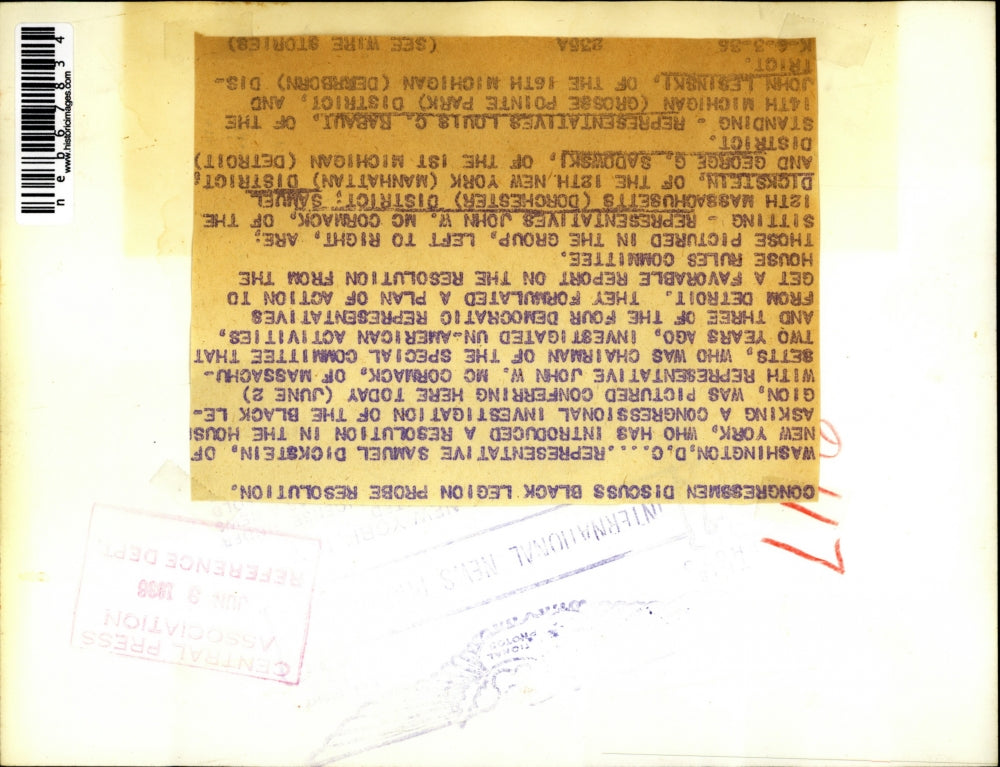 CONGRESSMEN DISCUSS BLACK LEGION PROBE RESOLUTION.
WASHINGTON,D.C....REPRESENTATIVE SAMUEL DICKSTEIN, OF
NEW YORK, WHO HAS INTRODUCED A RESOLUTION IN THE HOUS
ASKING A CONGRESSIONAL INVESTIGATION OF THE BLACK LE-
GION, WAS PICTURED CONFERRING HERE TODAY (JUNE 2)
WITH REPRESENTATIVE JOHN W. MC CORMACK, OF MASSACHU-
SETTS, WHO WAS CHAIRMAN OF THE SPECIAL COMMITTEE THAT
TWO YEARS AGO, INVESTIGATED UN-AMERICAN ACTIVITIES,
AND THREE OF THE FOUR DEMOCRATIC REPRESENTATIVES
FROM DETROIT. THEY FORMULATED A PLAN OF ACTION TO
GET A FAVORABLE REPORT ON THE RESOLUTION FROM THE
HOUSE RULES COMMITTEE.
THOSE PICTURED IN THE GROUP, LEFT TO RIGHT, ARE;
SITTING - REPRESENTATIVES JOHN W. MC CORMACK, OF THE
12TH MASSACHUSETTS (DORCHESTER) DISTRICT; SAMUEL
DICKSTEIN, OF THE 12TH NEW YORK (MANHATTAN) DISTRICT,
AND GEORGE G. SADOWSKI, OF THE 1ST MICHIGAN (DETROIT)
DISTRICT.
STANDING - REPRESENTATIVES LOUIS C. RABAUT, OF THE
14TH MICHIGAN (GROSSE POINTE PARK) DISTRICT, AND
JOHN LESINSKI, OF THE 16TH MICHIGAN (DEARBORN) DIS-
TRICT.
K-6-3-36 235A (SEE WIRE STORIES)
CENTRAL PRESS
ASSOCIATION
JUN 3 1936
REFERENCE DEPT.
INTERNATIONAL NEWS
neb67834
www.historicimages.com